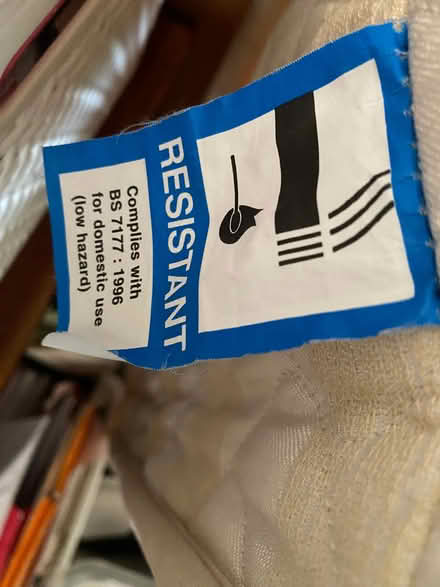 RESISTANT
Complies with
BS 7177 : 1996
for domestic use
(low hazard)